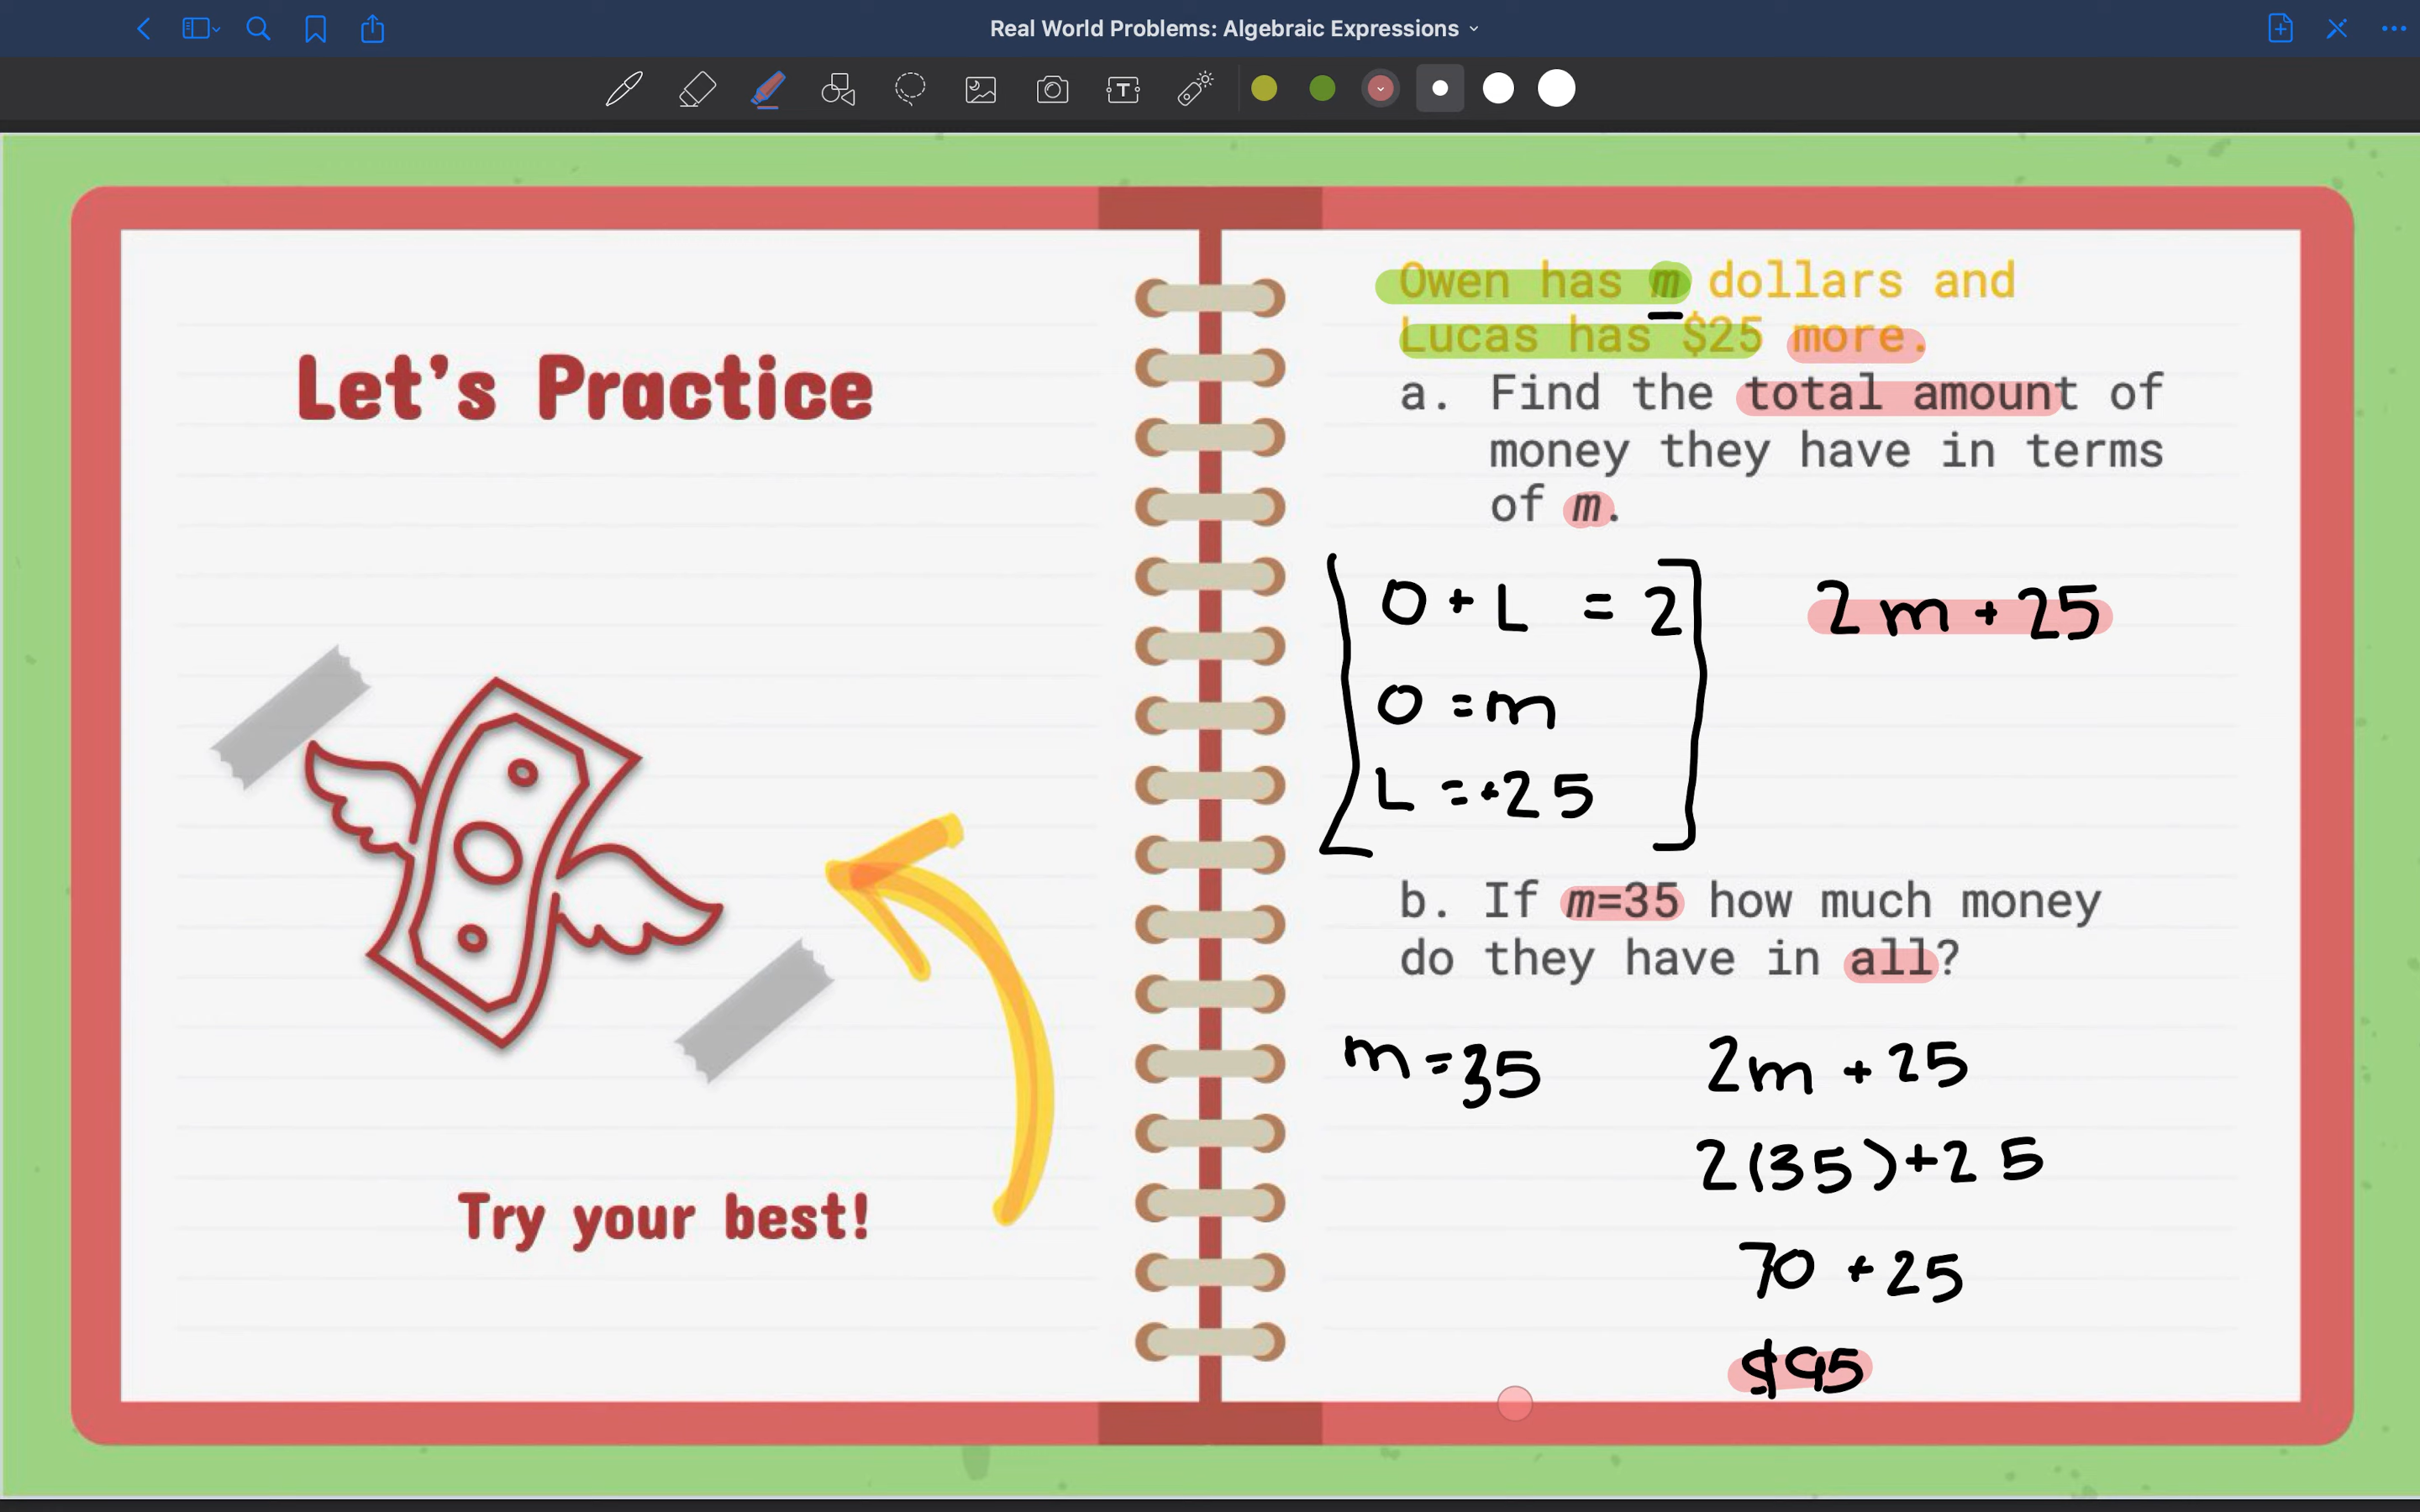 Real World Problems: Algebraic Expressions
T
Let's Practice
Try your best!
Owen has m dollars and
Lucas has $25 more.
a. Find the total amount of
money they have in terms
of m.
O + L = 2
2m + 25
O = m
L = +25
b. If m=35 how much money
do they have in all?
m = 35
2m + 25
2(35)+25
70 + 25
$95